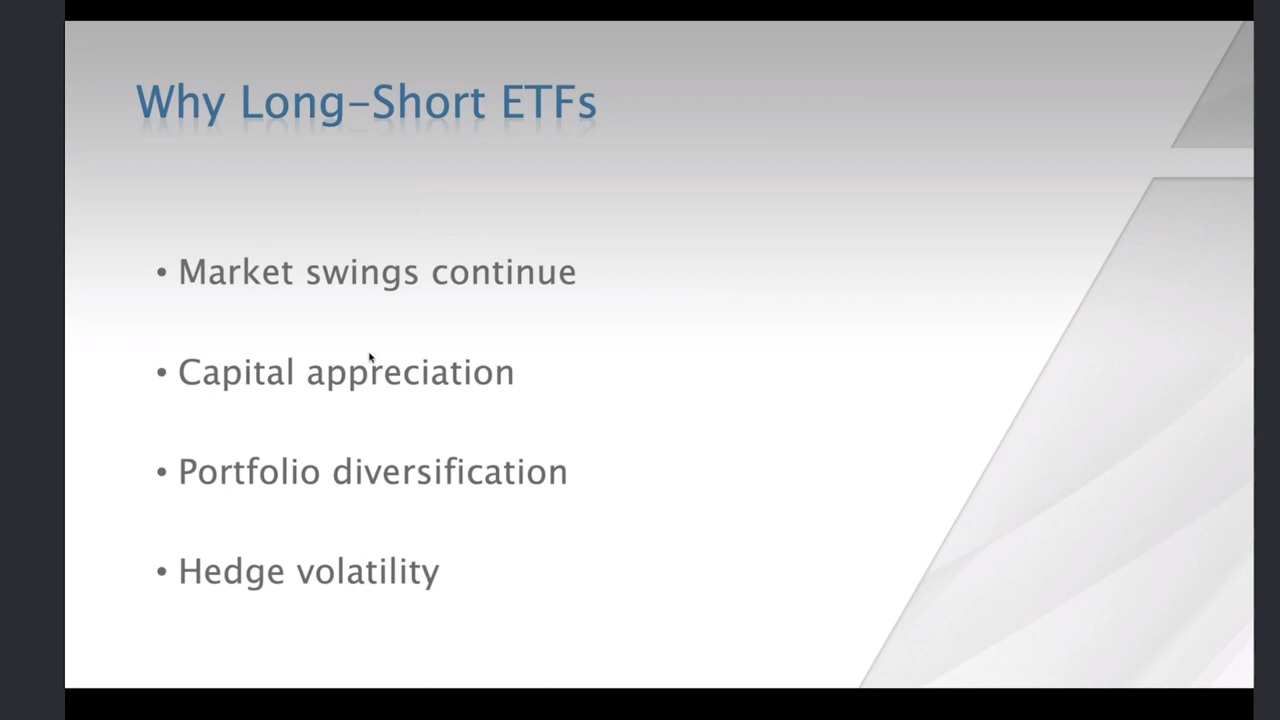 Why Long-Short ETFs
• Market swings continue
• Capital appreciation
• Portfolio diversification
• Hedge volatility